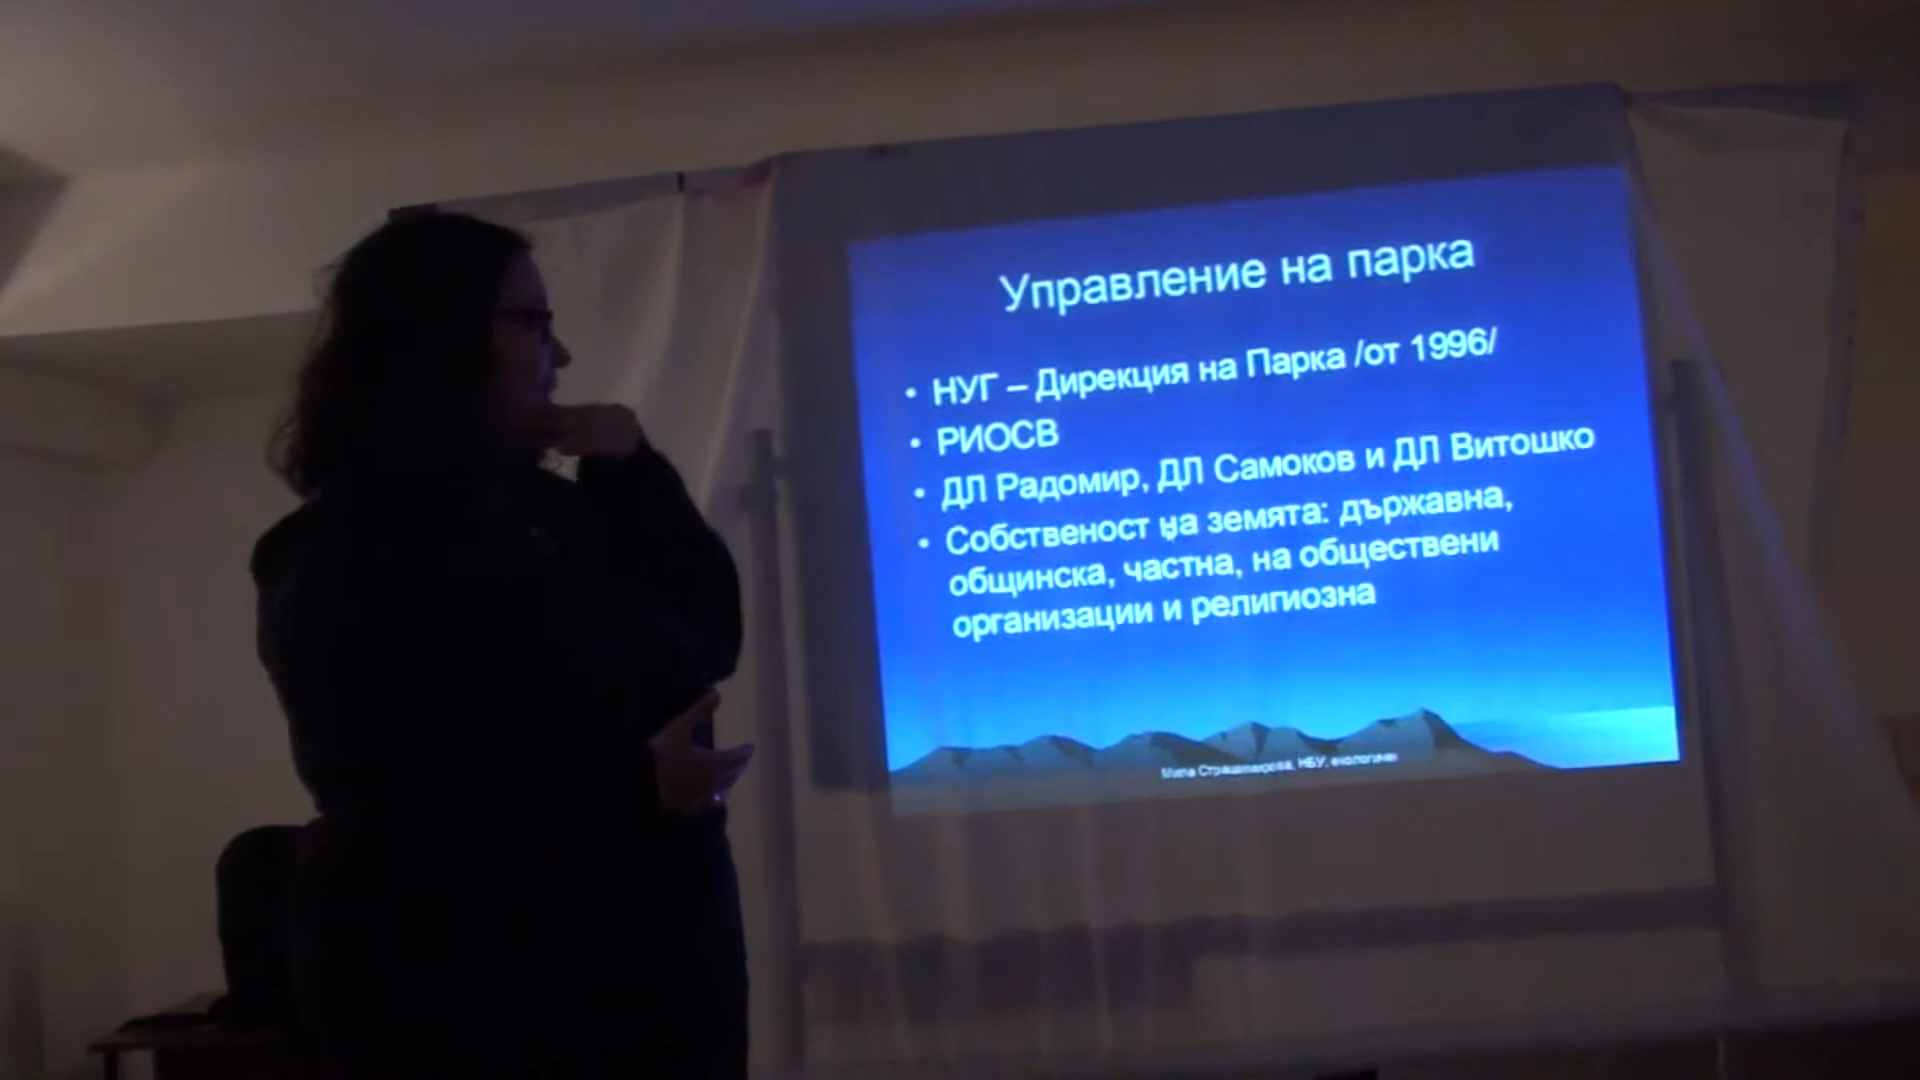 Управление на парка
• НУГ – Дирекция на Парка /от 1996/
• РИОСВ
• ДЛ Радомир, ДЛ Самоков и ДЛ Витошко
• Собственост на земята: държавна,
общинска, частна, на обществени
организации и религиозна
НБУ,